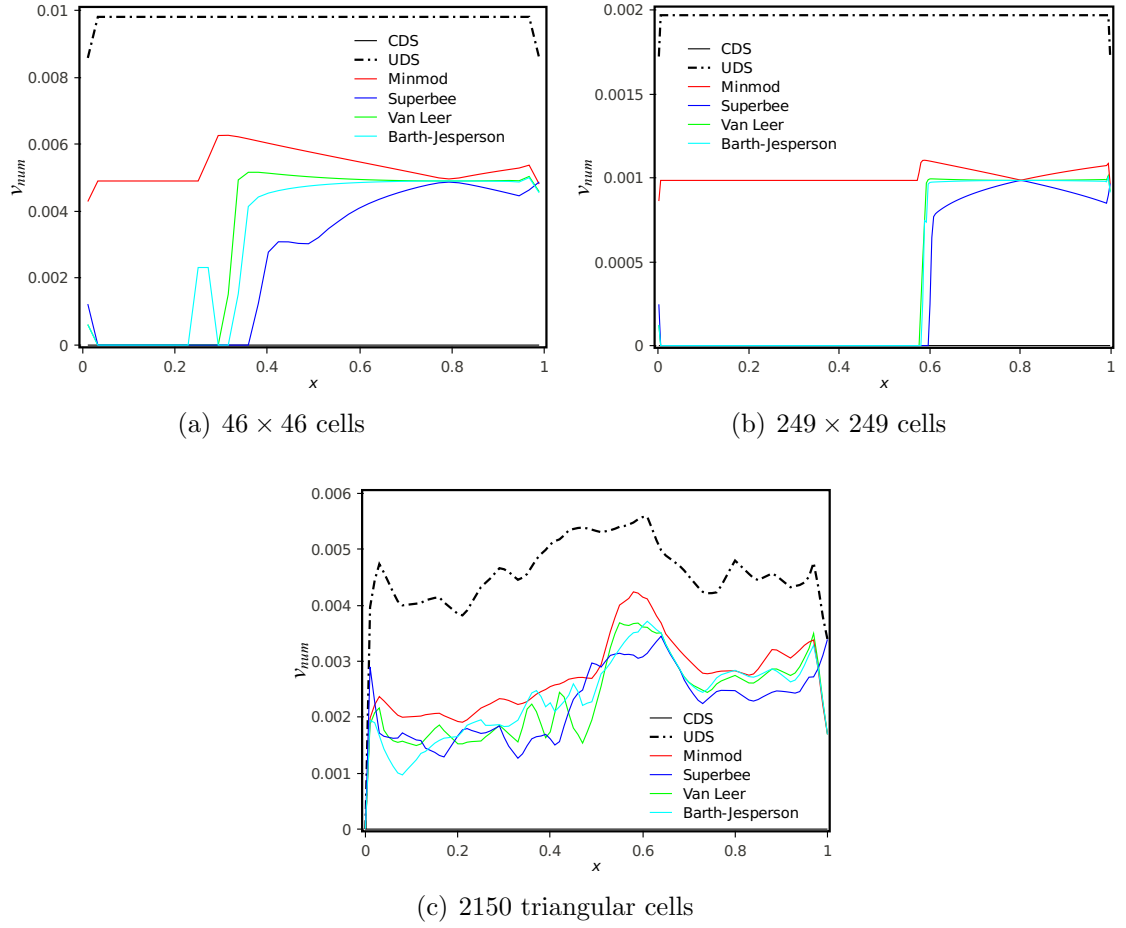 0.01
0.008
0.006
0.004
0.002
0
ν_num
CDS
UDS
Minmod
Superbee
Van Leer
Barth-Jesperson
0 0.2 0.4 0.6 0.8 1
x
(a) 46 × 46 cells
0.002
0.0015
0.001
0.0005
0
ν_num
CDS
UDS
Minmod
Superbee
Van Leer
Barth-Jesperson
0 0.2 0.4 0.6 0.8 1
x
(b) 249 × 249 cells
0.006
0.005
0.004
0.003
0.002
0.001
0
ν_num
CDS
UDS
Minmod
Superbee
Van Leer
Barth-Jesperson
0 0.2 0.4 0.6 0.8 1
x
(c) 2150 triangular cells